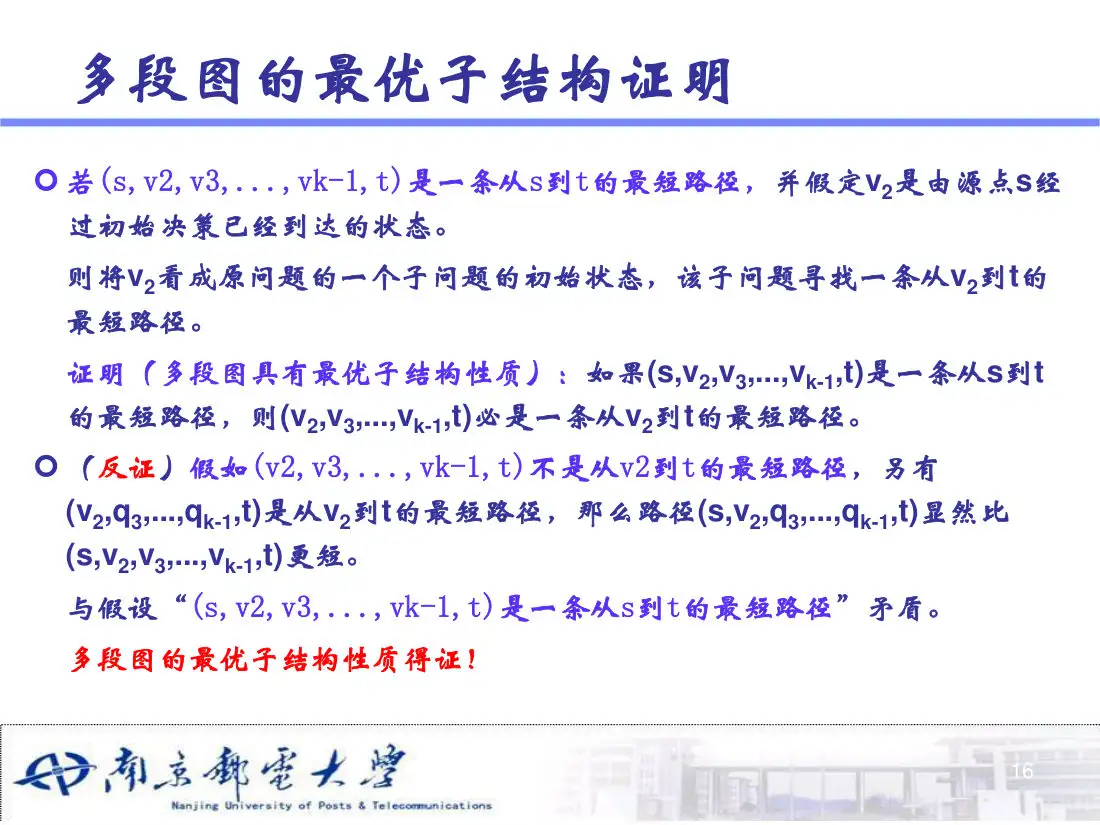 多段图的最优子结构证明
若(s,v2,v3,...,vk-1,t)是一条从s到t的最短路径，并假定v2是由源点s经
过初始决策已经到达的状态。
则将v2看成原问题的一个子问题的初始状态，该子问题寻找一条从v2到t的
最短路径。
证明（多段图具有最优子结构性质）：如果(s,v2,v3,...,vk-1,t)是一条从s到t
的最短路径，则(v2,v3,...,vk-1,t)必是一条从v2到t的最短路径。
（反证）假如(v2,v3,...,vk-1,t)不是从v2到t的最短路径，另有
(v2,q3,...,qk-1,t)是从v2到t的最短路径，那么路径(s,v2,q3,...,qk-1,t)显然比
(s,v2,v3,...,vk-1,t)更短。
与假设“(s,v2,v3,...,vk-1,t)是一条从s到t的最短路径”矛盾。
多段图的最优子结构性质得证！
南京郵電大學
Nanjing University of Posts & Telecommunications
16